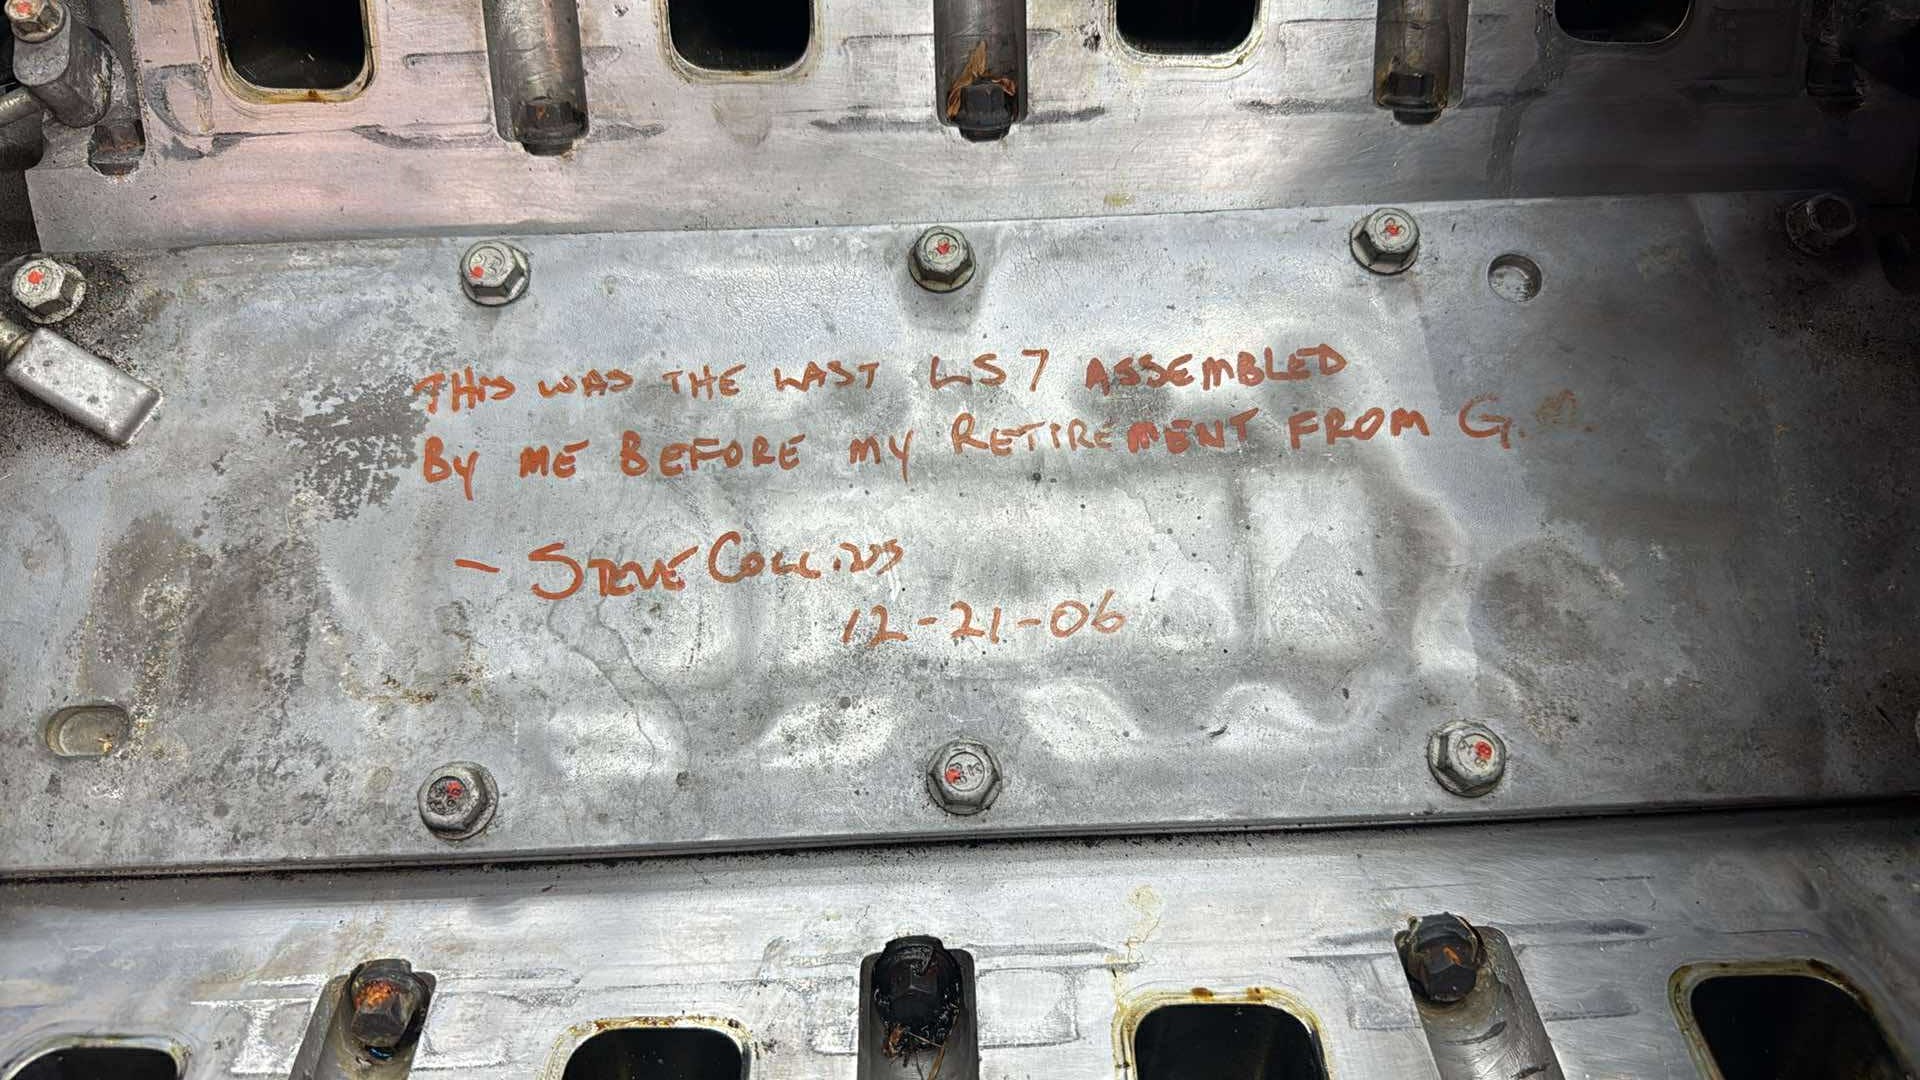 THIS WAS THE LAST LS7 ASSEMBLED
BY ME BEFORE MY RETIREMENT FROM G.M.
- STEVE COLLINS
12-21-06